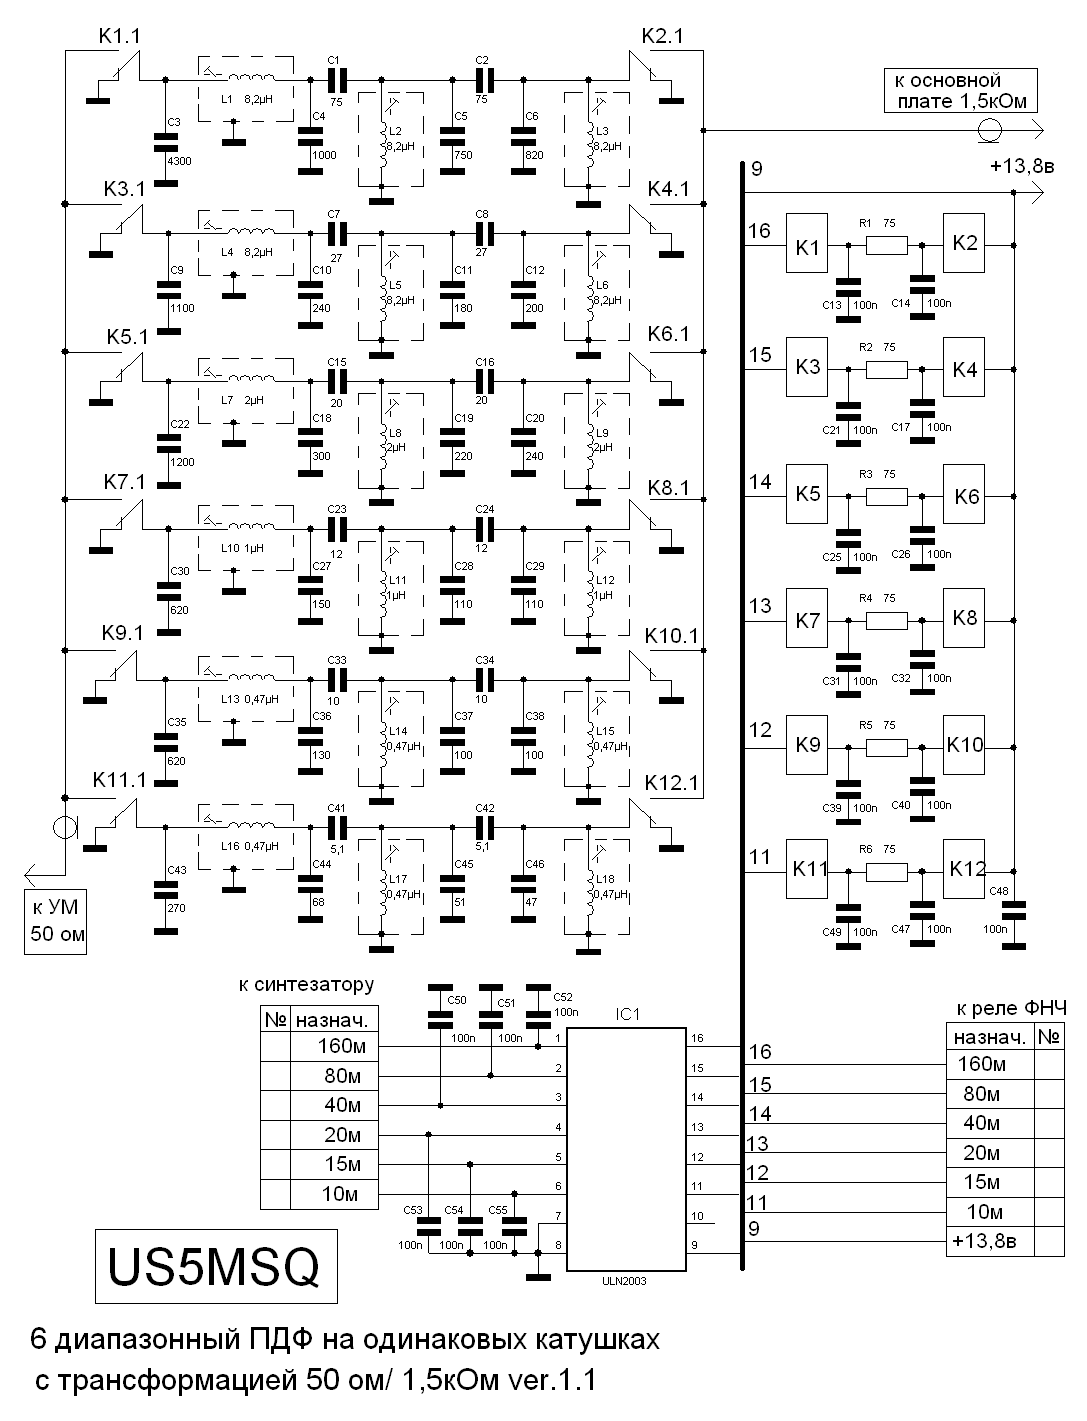 K1.1
C1
C2
K2.1
75
75
L1 8,2µH
C3
4300
C4
1000
L2
8,2µH
C5
750
C6
820
L3
8,2µH
к основной
плате 1,5кОм
K3.1
C7
C8
K4.1
27
27
L4 8,2µH
C9
1100
C10
240
L5
8,2µH
C11
180
C12
200
L6
8,2µH
K5.1
C15
C16
K6.1
20
20
L7 2µH
C22
1200
C18
300
L8
2µH
C19
220
C20
240
L9
2µH
K7.1
C23
C24
K8.1
12
12
L10 1µH
C30
620
C27
150
L11
1µH
C28
110
C29
110
L12
1µH
K9.1
C33
C34
K10.1
10
10
L13 0,47µH
C35
620
C36
130
L14
0,47µH
C37
100
C38
100
L15
0,47µH
K11.1
C41
C42
K12.1
5,1
5,1
L16 0,47µH
C43
270
C44
68
L17
0,47µH
C45
51
C46
47
L18
0,47µH
к УМ
50 ом
9
+13,8в
16
K1
R1 75
K2
C13 100n
C14 100n
15
K3
R2 75
K4
C21 100n
C17 100n
14
K5
R3 75
K6
C25 100n
C26 100n
13
K7
R4 75
K8
C31 100n
C32 100n
12
K9
R5 75
K10
C39 100n
C40 100n
11
K11
R6 75
K12
C49 100n
C47 100n
C48
100n
к синтезатору
№ назнач.
160м
80м
40м
20м
15м
10м
C50
100n
C51
100n
C52
100n
C53
100n
C54
100n
C55
100n
IC1
1
2
3
4
5
6
7
8
16
15
14
13
12
11
10
9
ULN2003
16
15
14
13
12
11
9
к реле ФНЧ
назнач. №
160м
80м
40м
20м
15м
10м
+13,8в
US5MSQ
6 диапазонный ПДФ на одинаковых катушках
с трансформацией 50 ом/ 1,5кОм ver.1.1